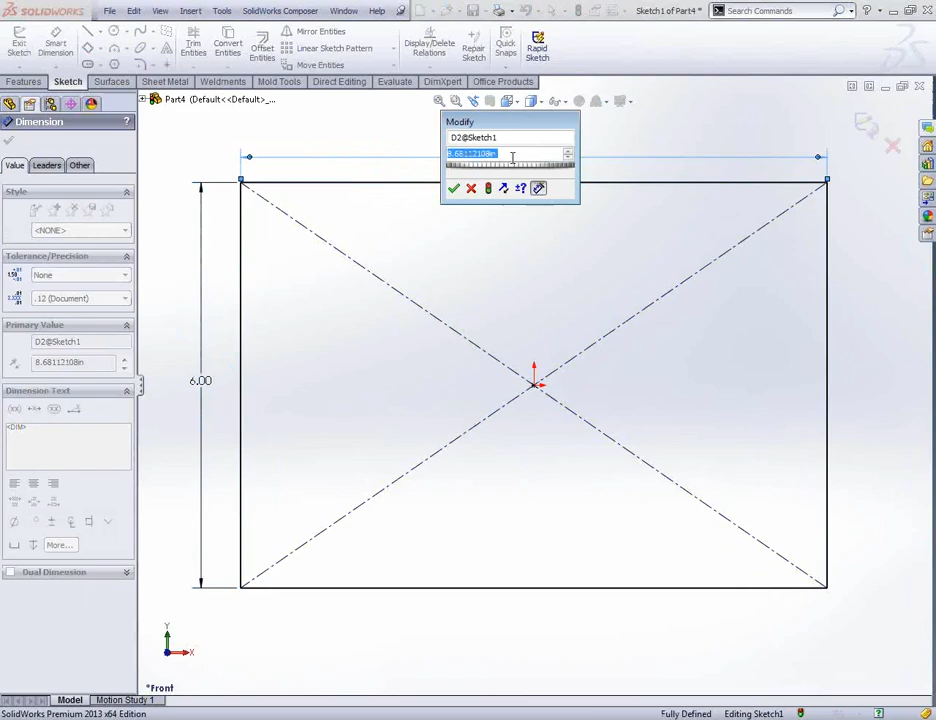 SOLIDWORKS File Edit View Insert Tools SolidWorks Composer Window Help Sketch1 of Part4 * Search Commands
Exit Sketch
Smart Dimension
Trim Entities
Convert Entities
Offset Entities
Mirror Entities
Linear Sketch Pattern
Move Entities
Display/Delete Relations
Repair Sketch
Quick Snaps
Rapid Sketch
Features Sketch Surfaces Sheet Metal Weldments Mold Tools Direct Editing Evaluate DimXpert Office Products
Part4 (Default<<Default>_...
Dimension ?
Value Leaders Other
Style
<NONE>
Tolerance/Precision
None
.12 (Document)
Primary Value
D2@Sketch1
8.68112108in
Dimension Text
<DIM>
More...
Dual Dimension
Modify
D2@Sketch1
8.68112108in
6.00
Y
X
*Front
Model Motion Study 1
SolidWorks Premium 2013 x64 Edition Fully Defined Editing Sketch1